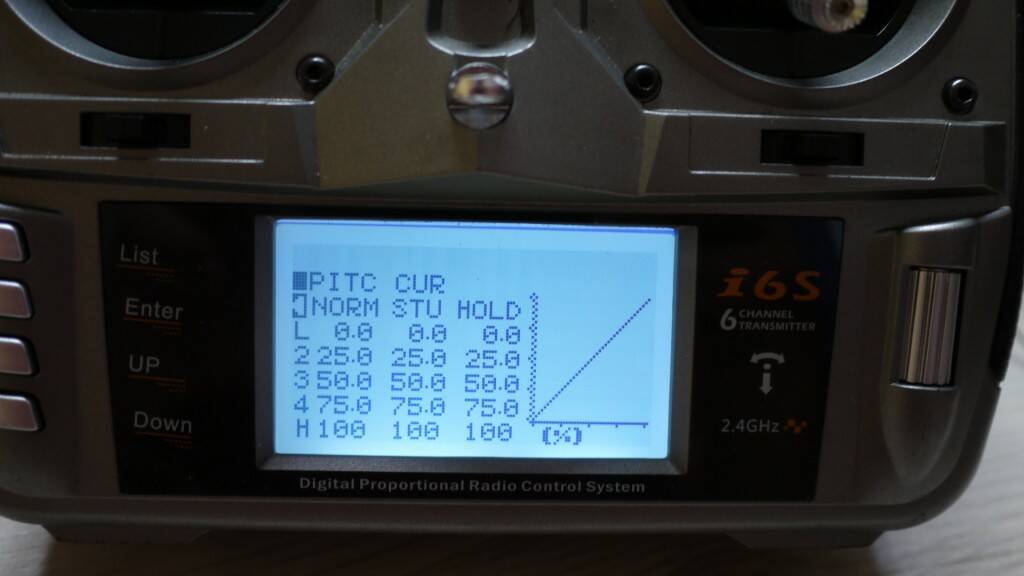 List
Enter
UP
Down
PITC CUR
NORM STU HOLD
L 0.0 0.0 0.0
2 25.0 25.0 25.0
3 50.0 50.0 50.0
4 75.0 75.0 75.0
H 100 100 100 (%)
i6S
6 CHANNEL
TRANSMITTER
2.4GHz
Digital Proportional Radio Control System